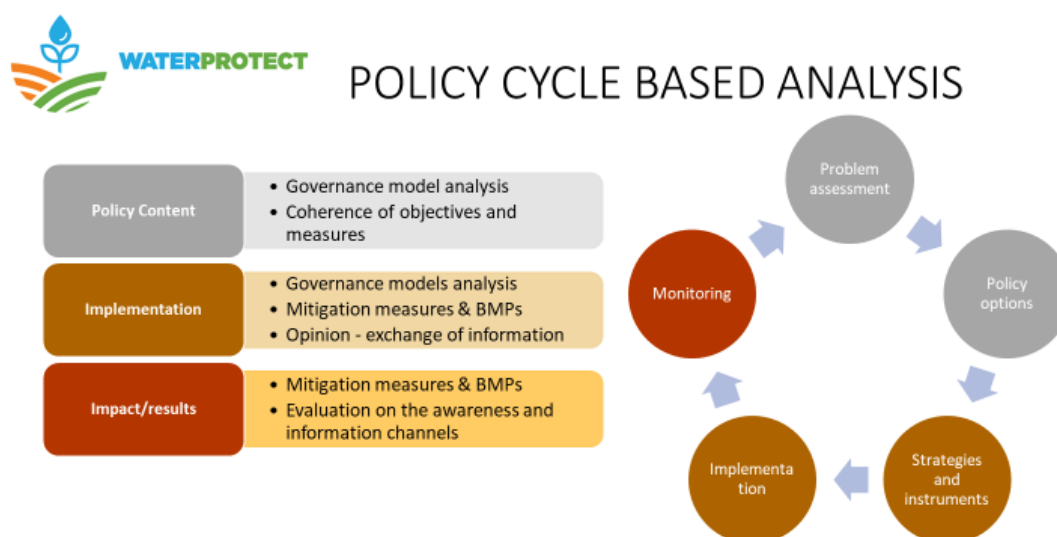 WATERPROTECT
POLICY CYCLE BASED ANALYSIS
Policy Content
• Governance model analysis
• Coherence of objectives and
measures
Implementation
• Governance models analysis
• Mitigation measures & BMPs
• Opinion - exchange of information
Impact/results
• Mitigation measures & BMPs
• Evaluation on the awareness and
information channels
Problem
assessment
Policy
options
Strategies
and
instruments
Implementa
tion
Monitoring